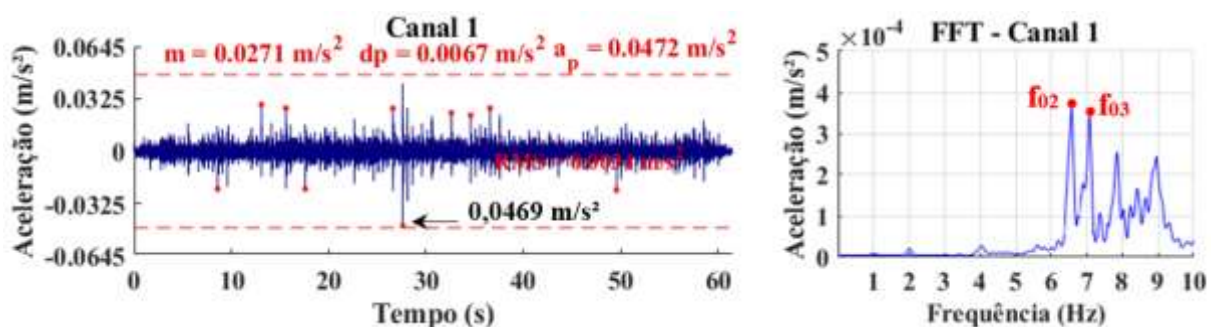 Canal 1
m = 0.0271 m/s² dp = 0.0067 m/s² aₚ = 0.0472 m/s²
Aceleração (m/s²)
0.0645
0.0325
0
-0.0325
-0.0645
0,0469 m/s²
0 10 20 30 40 50 60
Tempo (s)
×10⁻⁴ FFT - Canal 1
Aceleração (m/s²)
5
4
3
2
1
0
f₀₂ f₀₃
1 2 3 4 5 6 7 8 9 10
Frequência (Hz)